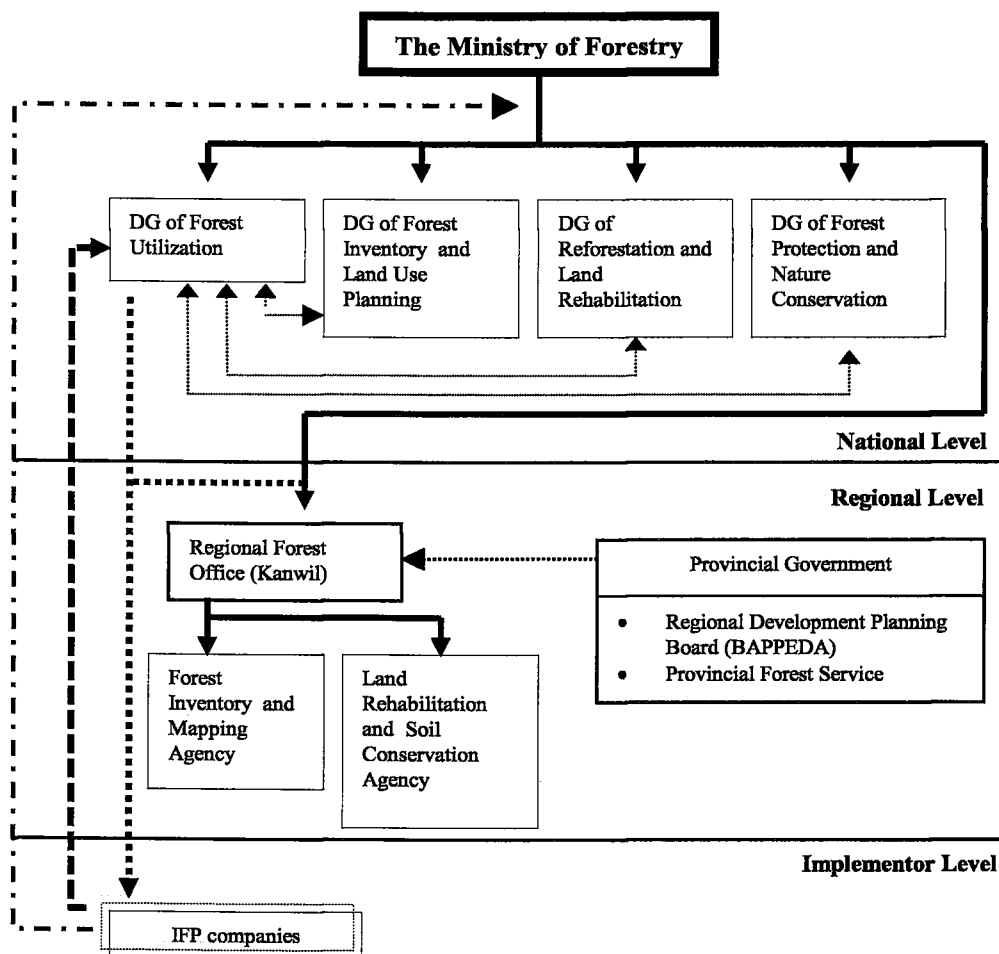 The Ministry of Forestry
DG of Forest
Utilization
DG of Forest
Inventory and
Land Use
Planning
DG of
Reforestation and
Land
Rehabilitation
DG of Forest
Protection and
Nature
Conservation
National Level
Regional Level
Regional Forest
Office (Kanwil)
Provincial Government
• Regional Development Planning
Board (BAPPEDA)
• Provincial Forest Service
Forest
Inventory and
Mapping
Agency
Land
Rehabilitation
and Soil
Conservation
Agency
Implementor Level
IFP companies